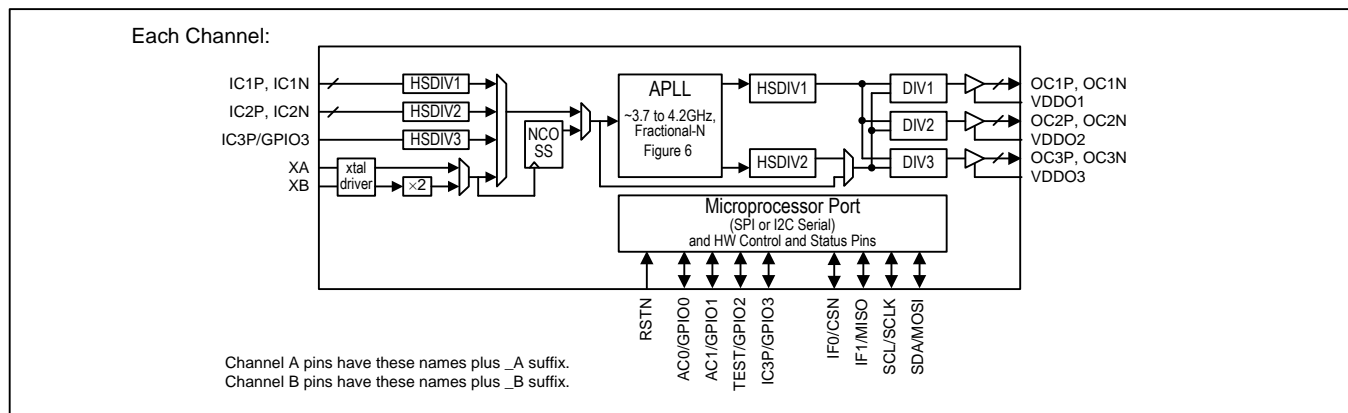 Each Channel:
IC1P, IC1N
IC2P, IC2N
IC3P/GPIO3
XA
XB
HSDIV1
HSDIV2
HSDIV3
xtal
driver
×2
NCO
SS
APLL
~3.7 to 4.2GHz,
Fractional-N
Figure 6
HSDIV1
HSDIV2
DIV1
DIV2
DIV3
OC1P, OC1N
VDDO1
OC2P, OC2N
VDDO2
OC3P, OC3N
VDDO3
Microprocessor Port
(SPI or I2C Serial)
and HW Control and Status Pins
RSTN
AC0/GPIO0
AC1/GPIO1
TEST/GPIO2
IC3P/GPIO3
IF0/CSN
IF1/MISO
SCL/SCLK
SDA/MOSI
Channel A pins have these names plus _A suffix.
Channel B pins have these names plus _B suffix.